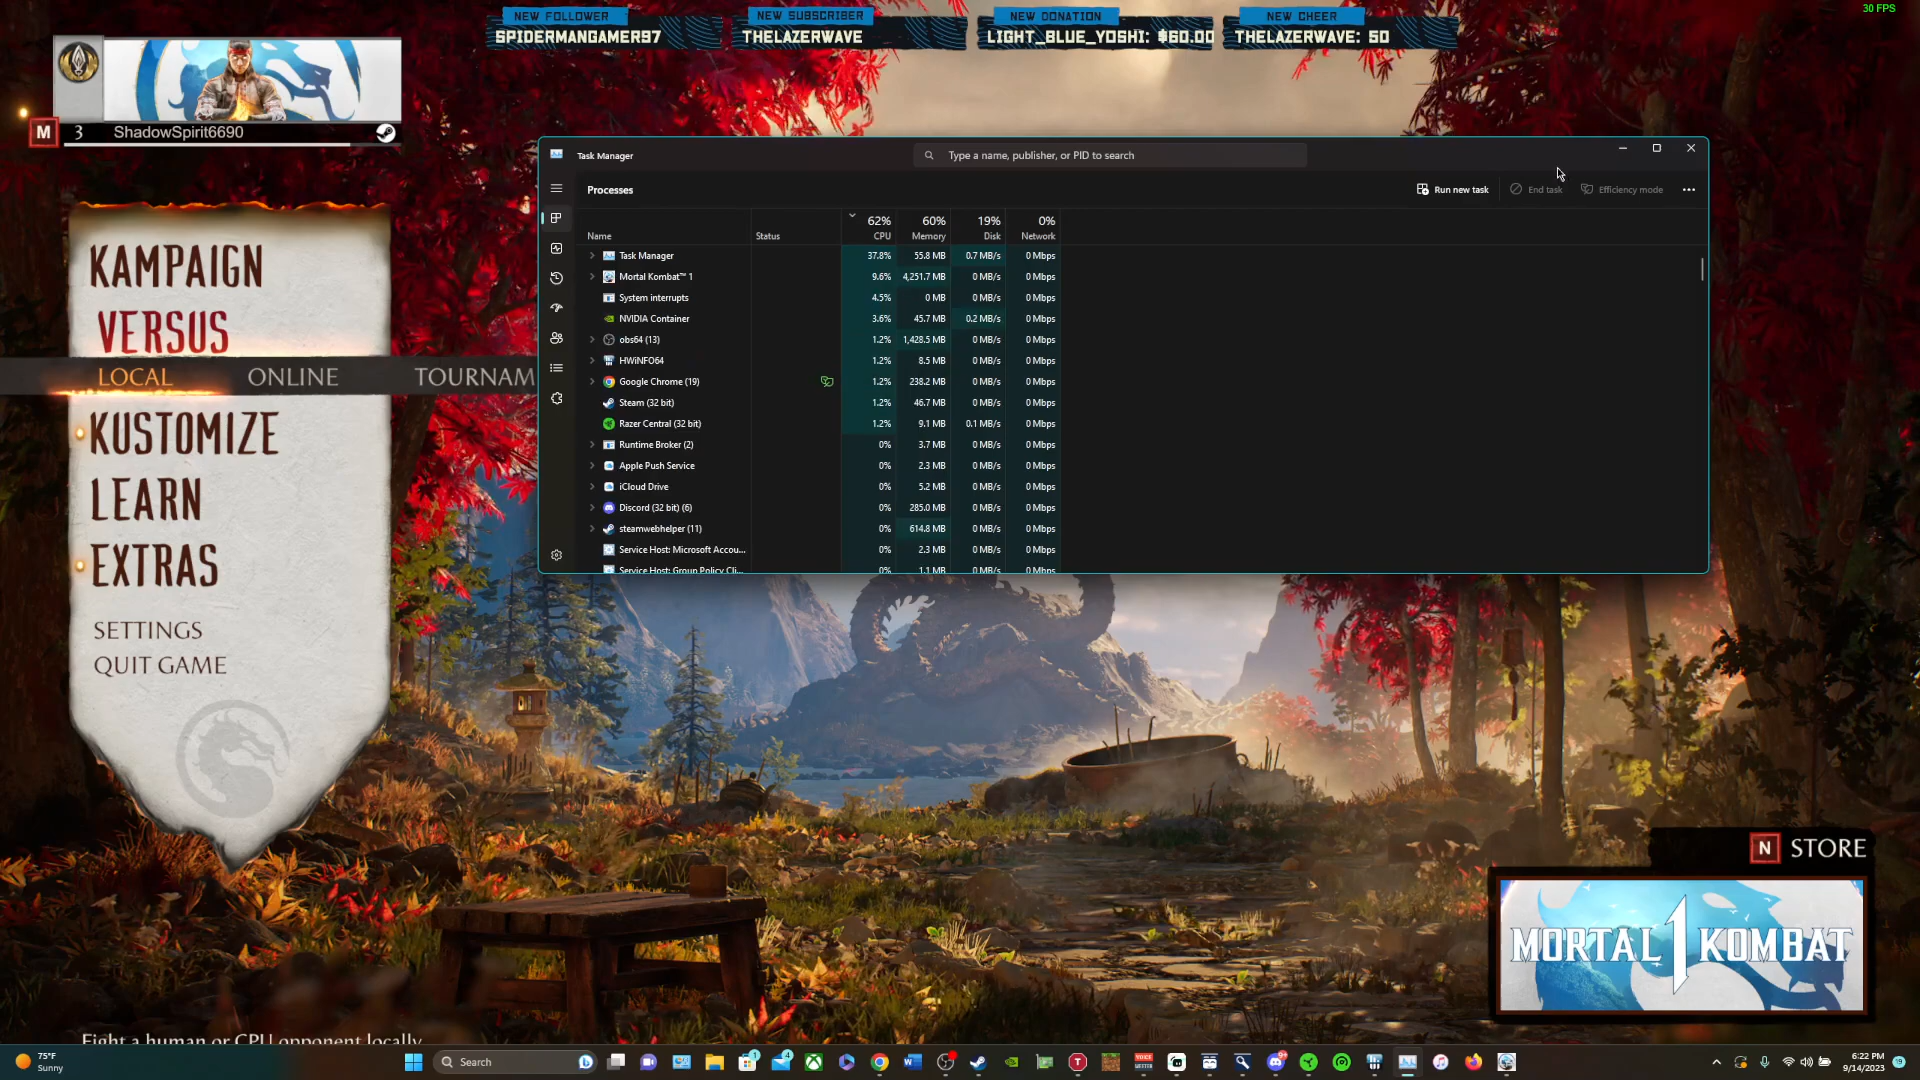 30 FPS
NEW FOLLOWER
SPIDERMANGAMER97
NEW SUBSCRIBER
THELAZERWAVE
NEW DONATION
LIGHT_BLUE_YOSHI: $60.00
NEW CHEER
THELAZERWAVE: 50
M 3 ShadowSpirit6690
KAMPAIGN
VERSUS
LOCAL ONLINE TOURNAM
KUSTOMIZE
LEARN
EXTRAS
SETTINGS
QUIT GAME
Fight a human or CPU opponent locally
Task Manager
Type a name, publisher, or PID to search
Processes
Run new task End task Efficiency mode
62% 60% 19% 0%
Name Status CPU Memory Disk Network
Task Manager 37.8% 55.8 MB 0.7 MB/s 0 Mbps
Mortal Kombat™ 1 9.6% 4,251.7 MB 0 MB/s 0 Mbps
System interrupts 4.5% 0 MB 0 MB/s 0 Mbps
NVIDIA Container 3.6% 45.7 MB 0.2 MB/s 0 Mbps
obs64 (13) 1.2% 1,428.5 MB 0 MB/s 0 Mbps
HWiNFO64 1.2% 8.5 MB 0 MB/s 0 Mbps
Google Chrome (19) 1.2% 238.2 MB 0 MB/s 0 Mbps
Steam (32 bit) 1.2% 46.7 MB 0 MB/s 0 Mbps
Razer Central (32 bit) 1.2% 9.1 MB 0.1 MB/s 0 Mbps
Runtime Broker (2) 0% 3.7 MB 0 MB/s 0 Mbps
Apple Push Service 0% 2.3 MB 0 MB/s 0 Mbps
iCloud Drive 0% 5.2 MB 0 MB/s 0 Mbps
Discord (32 bit) (6) 0% 285.0 MB 0 MB/s 0 Mbps
steamwebhelper (11) 0% 614.8 MB 0 MB/s 0 Mbps
Service Host: Microsoft Accou... 0% 2.3 MB 0 MB/s 0 Mbps
Service Host: Group Policy Cli... 0% 1.1 MB 0 MB/s 0 Mbps
N STORE
MORTAL 1 KOMBAT
75°F
Sunny
Search
6:22 PM
9/14/2023